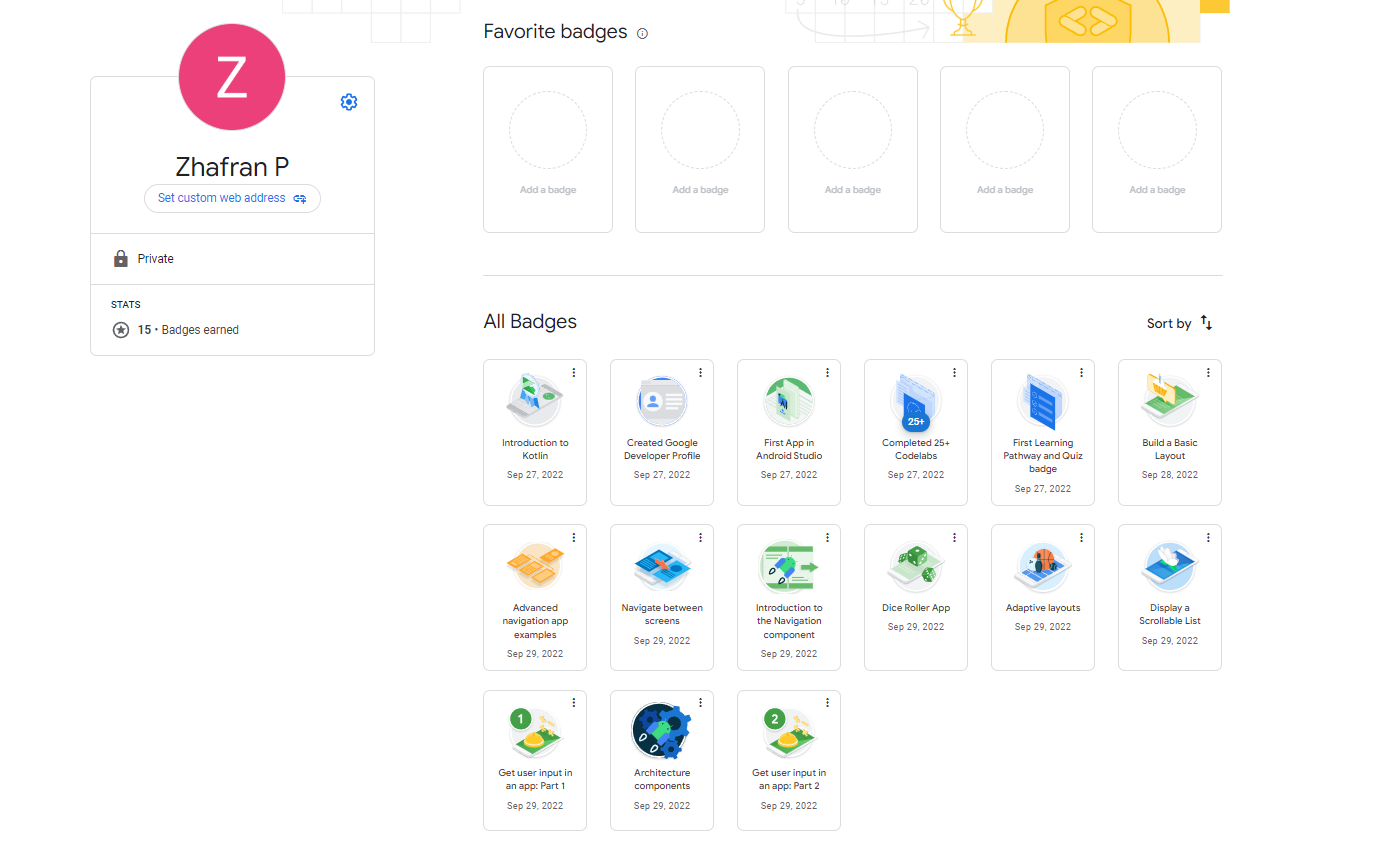 Z
Zhafran P
Set custom web address
Private
STATS
15 • Badges earned
Favorite badges
Add a badge
Add a badge
Add a badge
Add a badge
Add a badge
All Badges
Sort by
Introduction to
Kotlin
Sep 27, 2022
Created Google
Developer Profile
Sep 27, 2022
First App in
Android Studio
Sep 27, 2022
25+
Completed 25+
Codelabs
Sep 27, 2022
First Learning
Pathway and Quiz
badge
Sep 27, 2022
Build a Basic
Layout
Sep 28, 2022
Advanced
navigation app
examples
Sep 29, 2022
Navigate between
screens
Sep 29, 2022
Introduction to
the Navigation
component
Sep 29, 2022
Dice Roller App
Sep 29, 2022
Adaptive layouts
Sep 29, 2022
Display a
Scrollable List
Sep 29, 2022
1
Get user input in
an app: Part 1
Sep 29, 2022
Architecture
components
Sep 29, 2022
2
Get user input in
an app: Part 2
Sep 29, 2022